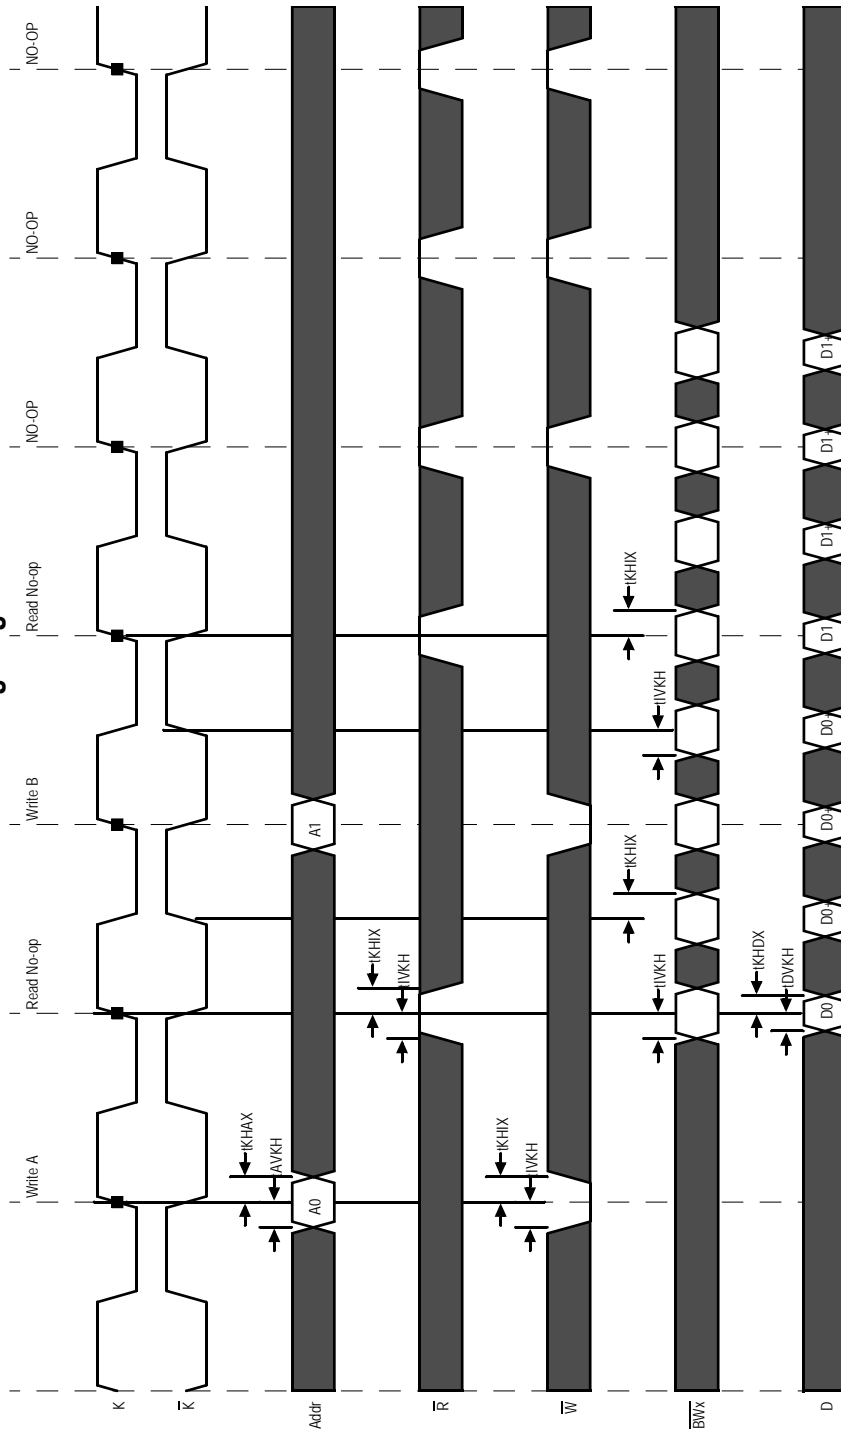 Write A
Read No-op
Write B
Read No-op
NO-OP
NO-OP
NO-OP
K
K̅
tKHAX
tAVKH
Addr
A0
A1
tKHIX
tIVKH
R̅
tKHIX
tIVKH
W̅
tKHIX
tKHIX
tIVKH
tIVKH
B̅W̅x̅
tKHDX
tDVKH
D
D0
D0+
D0+
D0+
D1
D1+
D1+
D1+